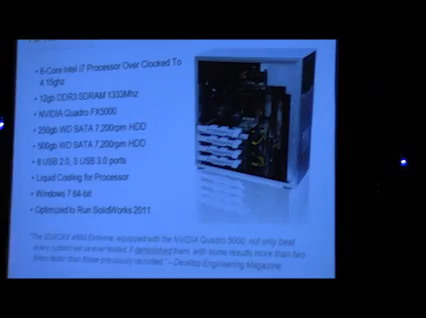 • 6-Core Intel i7 Processor Over Clocked To
4.15ghz
• 12gb DDR3 SDRAM 1333Mhz
• NVIDIA Quadro FX5000
• 250gb WD SATA 7,200rpm HDD
• 500gb WD SATA 7,200rpm HDD
• 8 USB 2.0, 3 USB 3.0 ports
• Liquid Cooling for Processor
• Windows 7 64-bit
• Optimized to Run SolidWorks 2011
"The 4860 Extreme, equipped with the NVIDIA Quadro 5000, not only beat
every system we've ever tested, it demolished them, with some results more than two
times faster than those previously recorded." – Desktop Engineering Magazine